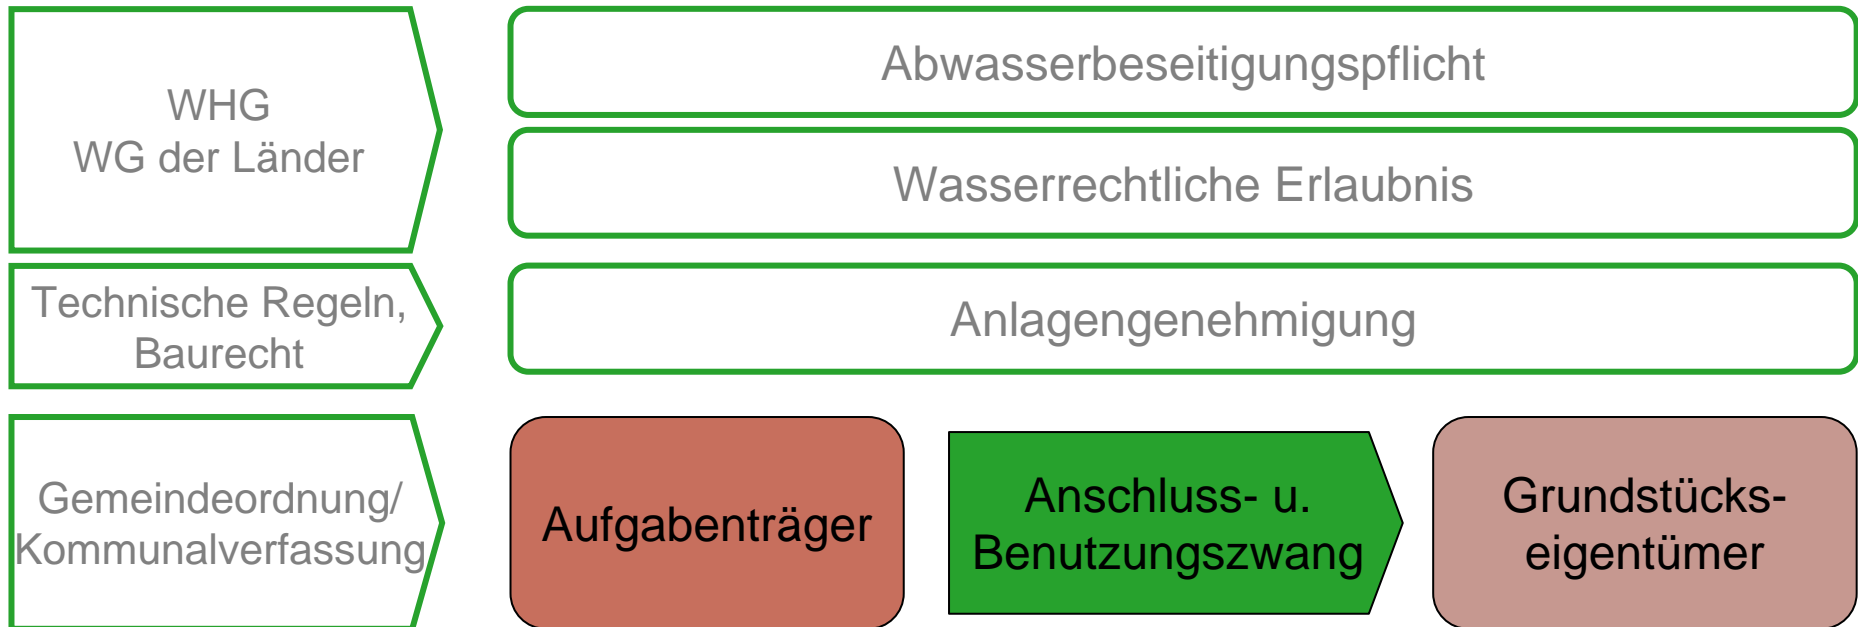 WHG
WG der Länder
Abwasserbeseitigungspflicht
Wasserrechtliche Erlaubnis
Technische Regeln,
Baurecht
Anlagengenehmigung
Gemeindeordnung/
Kommunalverfassung
Aufgabenträger
Anschluss- u.
Benutzungszwang
Grundstücks-
eigentümer